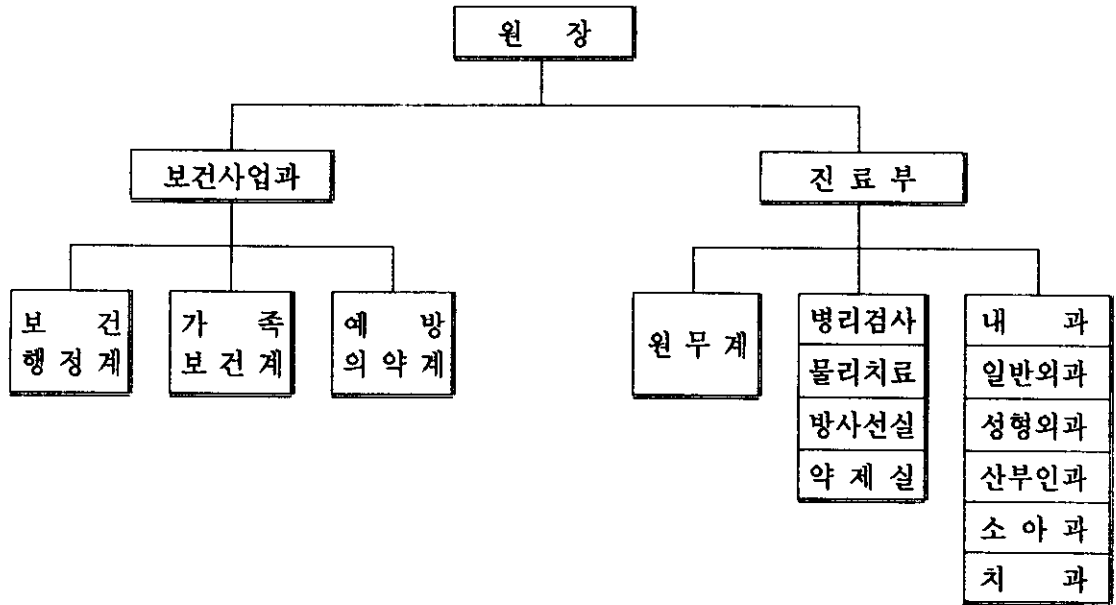 원 장
보건사업과
진 료 부
보 건
행 정 계
가 족
보 건 계
예 방
의 약 계
원 무 계
병리검사
물리치료
방사선실
약 제 실
내 과
일반외과
성형외과
산부인과
소 아 과
치 과